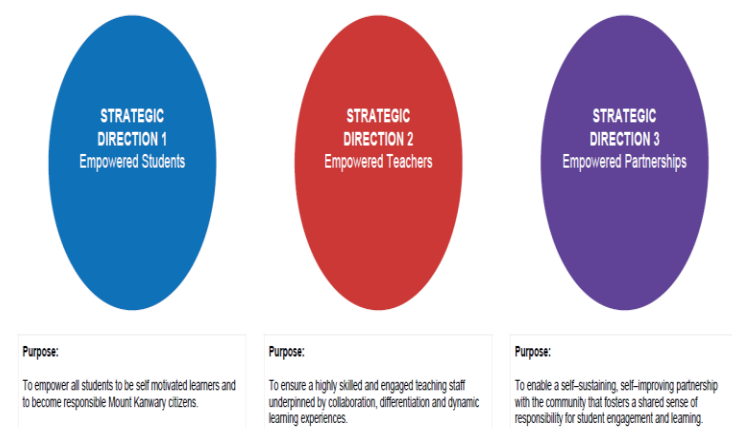 STRATEGIC
DIRECTION 1
Empowered Students
STRATEGIC
DIRECTION 2
Empowered Teachers
STRATEGIC
DIRECTION 3
Empowered Partnerships
Purpose:
To empower all students to be self motivated learners and
to become responsible Mount Kanwary citizens.
Purpose:
To ensure a highly skilled and engaged teaching staff
underpinned by collaboration, differentiation and dynamic
learning experiences.
Purpose:
To enable a self–sustaining, self–improving partnership
with the community that fosters a shared sense of
responsibility for student engagement and learning.